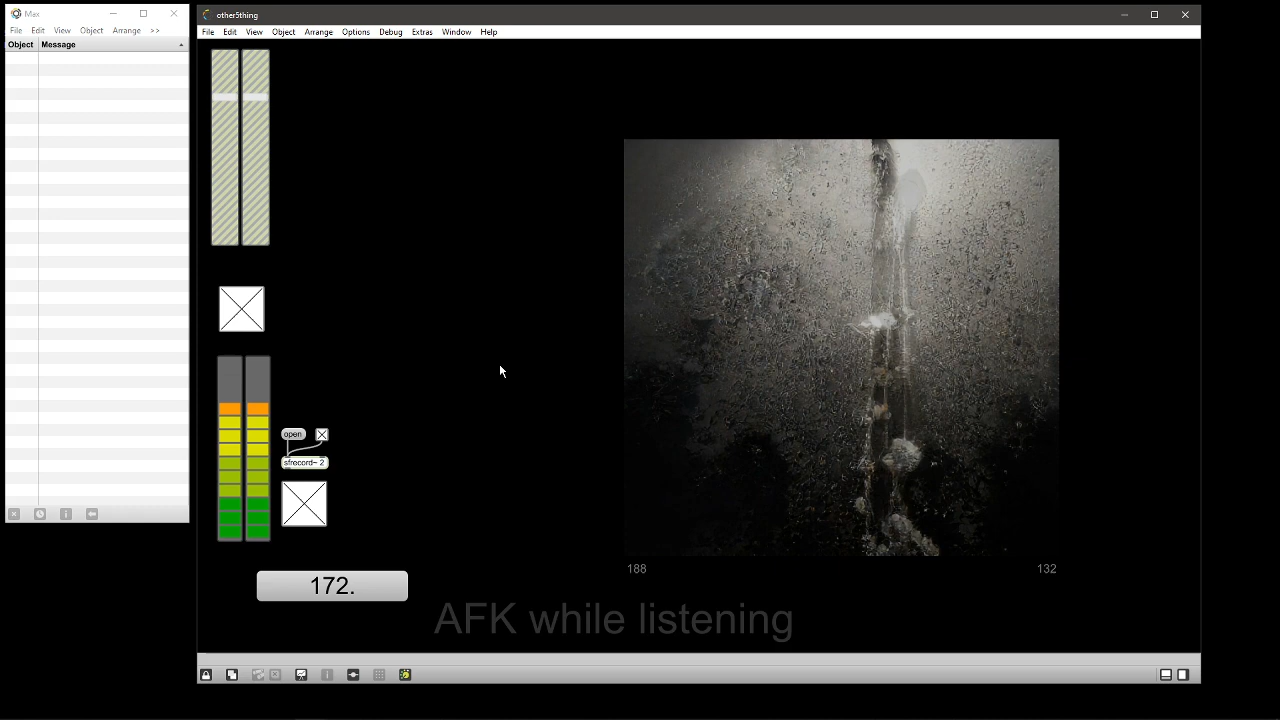 Max
File Edit View Object Arrange >>
Object Message
other5thing
File Edit View Object Arrange Options Debug Extras Window Help
open
sfrecord~ 2
188 132
172.
AFK while listening